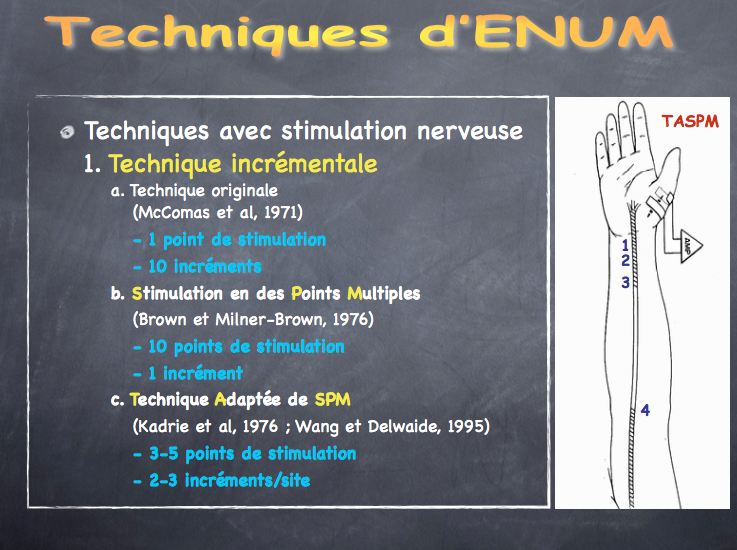 Techniques d'ENUM
Techniques avec stimulation nerveuse
1. Technique incrémentale
a. Technique originale
(McComas et al, 1971)
- 1 point de stimulation
- 10 incréments
b. Stimulation en des Points Multiples
(Brown et Milner-Brown, 1976)
- 10 points de stimulation
- 1 incrément
c. Technique Adaptée de SPM
(Kadrie et al, 1976 ; Wang et Delwaide, 1995)
- 3-5 points de stimulation
- 2-3 incréments/site
TASPM
AMP
1
2
3
4